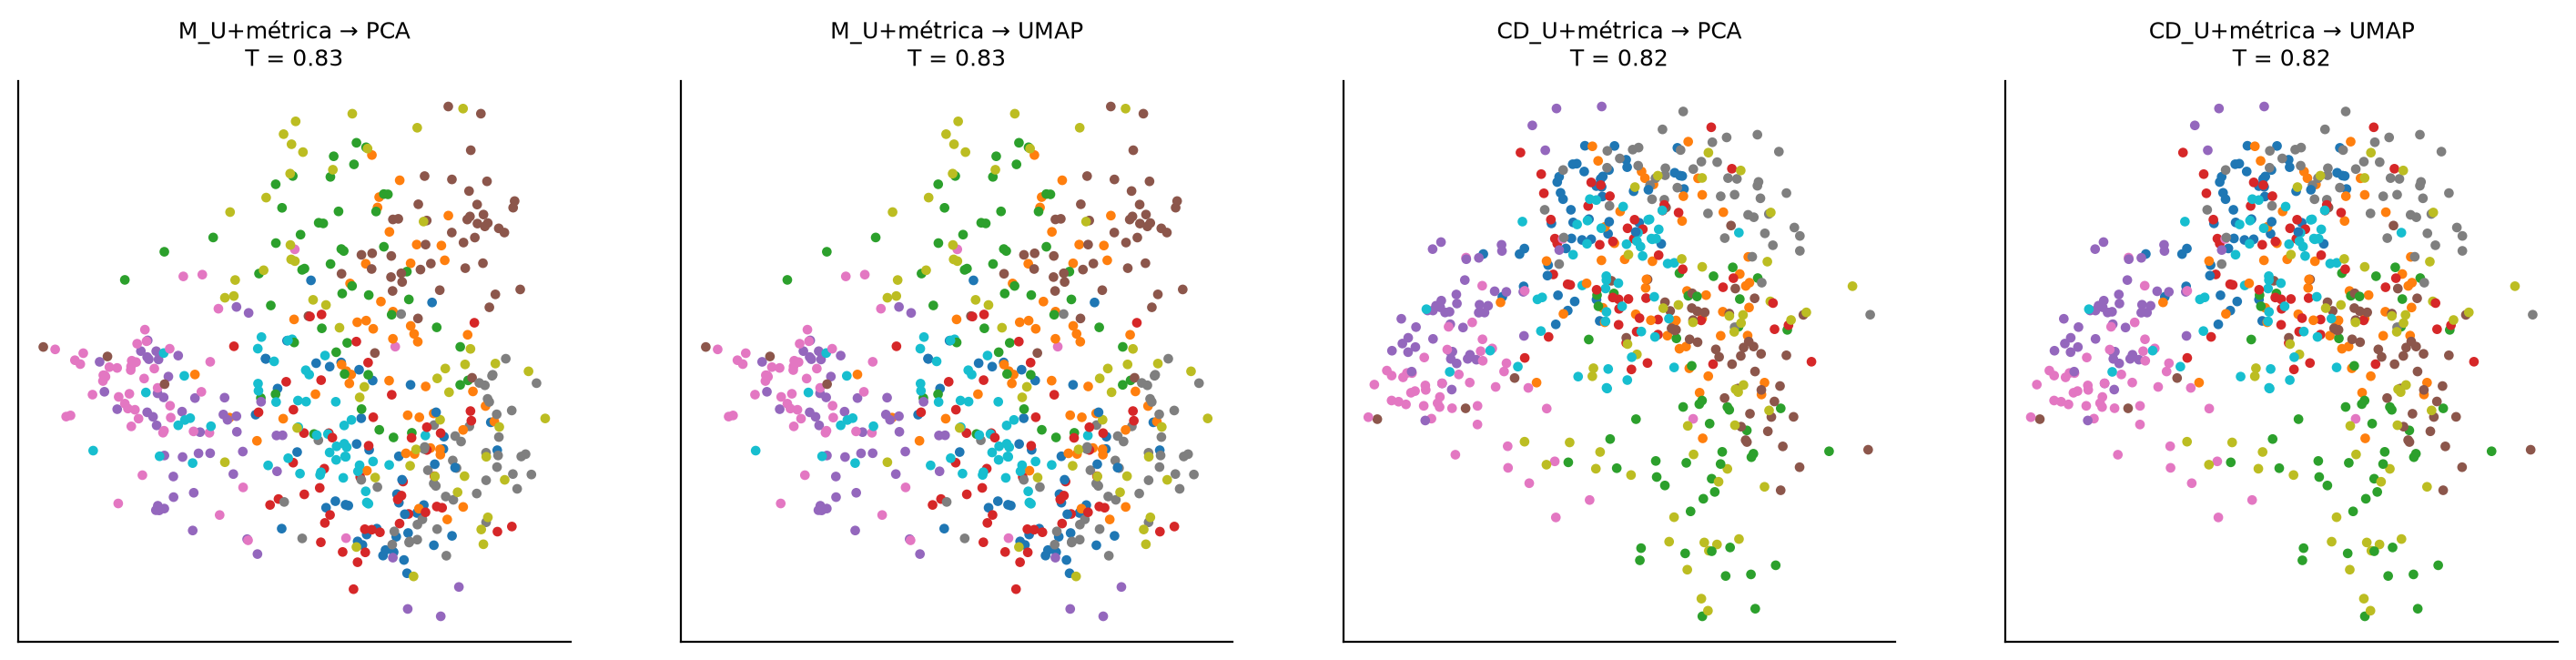 M_U+métrica → PCA
T = 0.83
M_U+métrica → UMAP
T = 0.83
CD_U+métrica → PCA
T = 0.82
CD_U+métrica → UMAP
T = 0.82